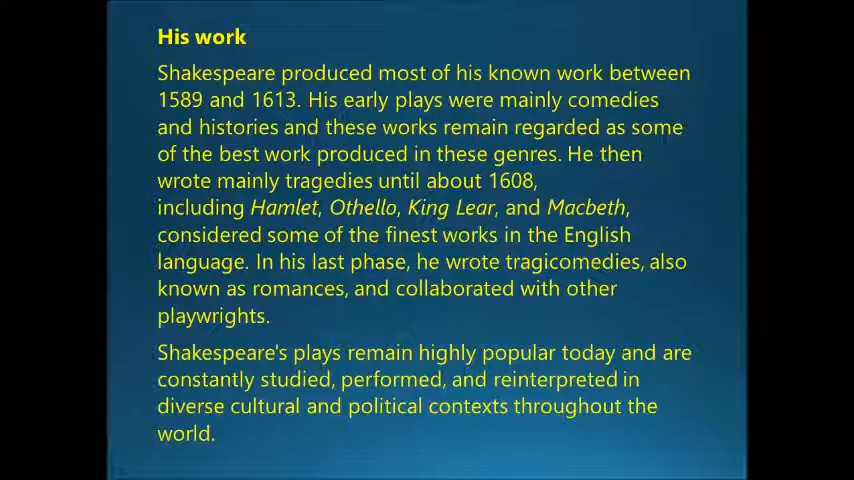 His work
Shakespeare produced most of his known work between
1589 and 1613. His early plays were mainly comedies
and histories and these works remain regarded as some
of the best work produced in these genres. He then
wrote mainly tragedies until about 1608,
including Hamlet, Othello, King Lear, and Macbeth,
considered some of the finest works in the English
language. In his last phase, he wrote tragicomedies, also
known as romances, and collaborated with other
playwrights.
Shakespeare's plays remain highly popular today and are
constantly studied, performed, and reinterpreted in
diverse cultural and political contexts throughout the
world.